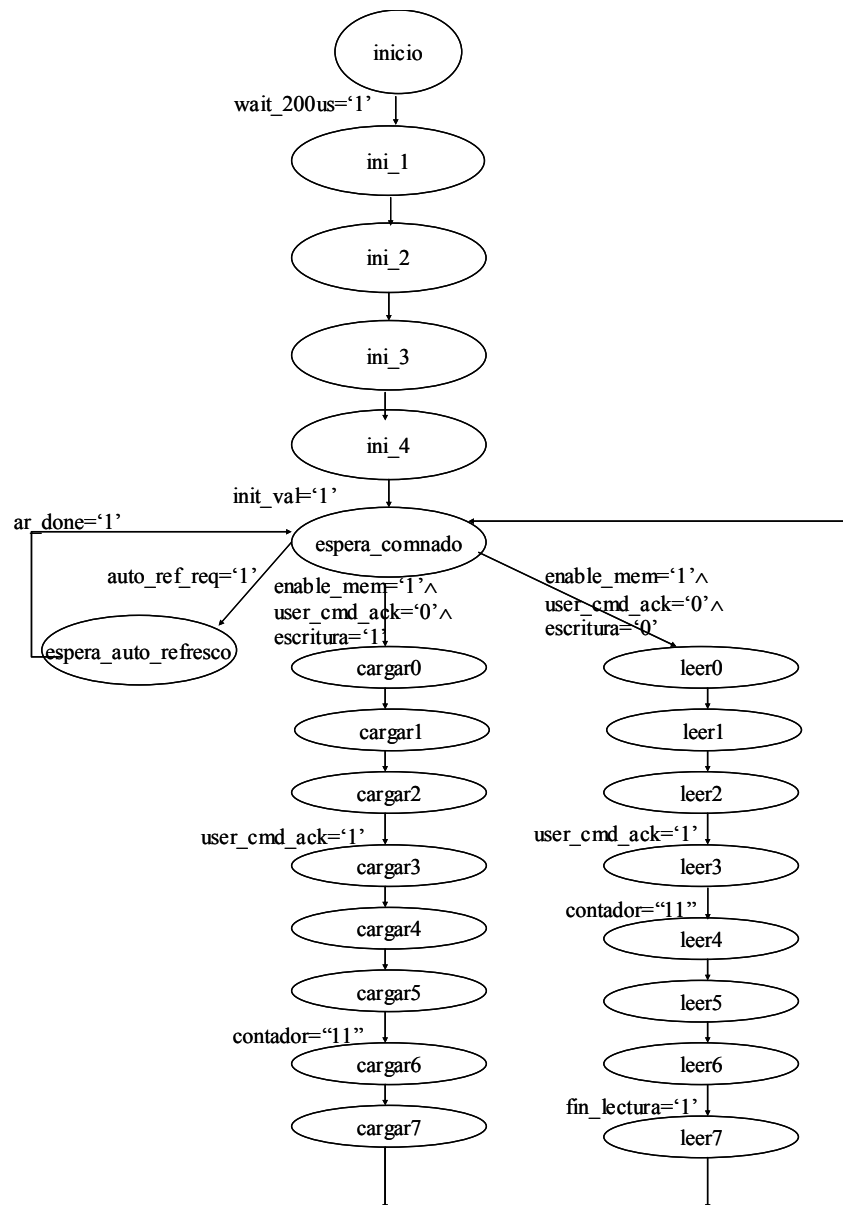 inicio
wait_200us=‘1’
ini_1
ini_2
ini_3
ini_4
init_val=‘1’
ar_done=‘1’
espera_comnado
auto_ref_req=‘1’
enable_mem=‘1’∧
user_cmd_ack=‘0’∧
escritura=‘1’
enable_mem=‘1’∧
user_cmd_ack=‘0’∧
escritura=‘0’
espera_auto_refresco
cargar0
leer0
cargar1
leer1
cargar2
leer2
user_cmd_ack=‘1’
user_cmd_ack=‘1’
cargar3
leer3
contador=“11”
cargar4
leer4
cargar5
leer5
contador=“11”
cargar6
leer6
fin_lectura=‘1’
cargar7
leer7